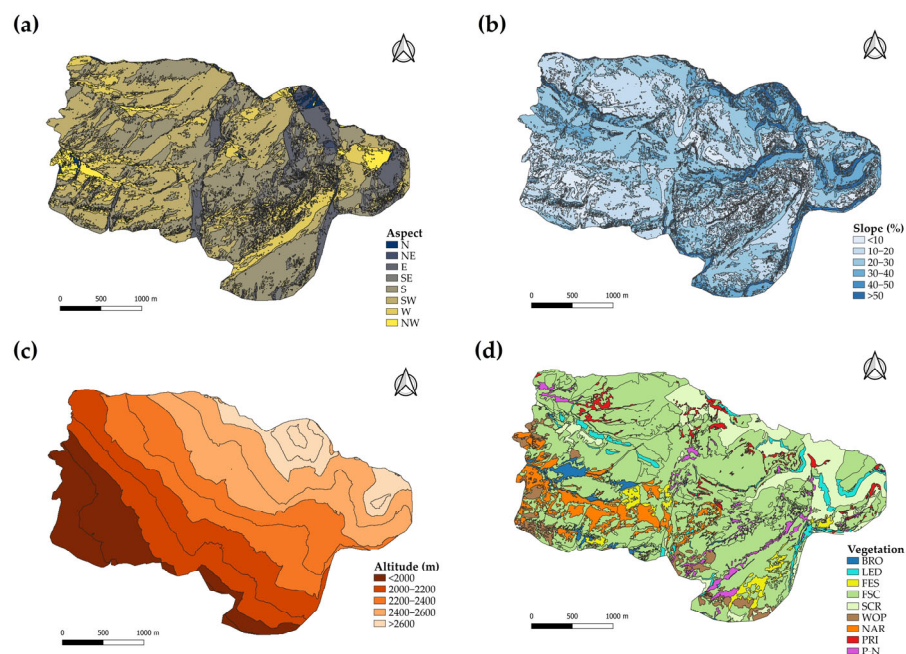 (a)
Aspect
N
NE
E
SE
S
SW
W
NW
0 500 1000 m
(b)
Slope (%)
<10
10–20
20–30
30–40
40–50
>50
0 500 1000 m
(c)
Altitude (m)
<2000
2000–2200
2200–2400
2400–2600
>2600
0 500 1000 m
(d)
Vegetation
BRO
LED
FES
FSC
SCR
WOP
NAR
PRI
P-N
0 500 1000 m